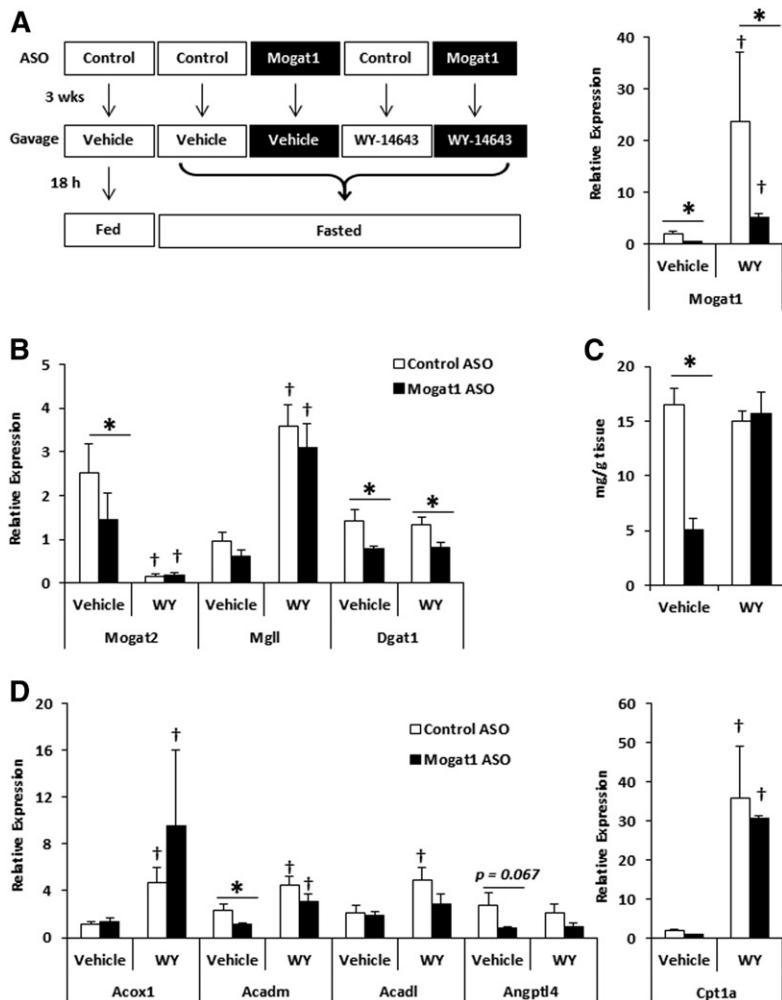 A
ASO Control Control Mogat1 Control Mogat1
3 wks
Gavage Vehicle Vehicle Vehicle WY-14643 WY-14643
18 h
Fed Fasted
Relative Expression
40
30
20
10
0
*
†
*
†
Vehicle WY
Mogat1
B
Relative Expression
5
4
3
2
1
0
Control ASO
Mogat1 ASO
*
† †
† †
*
*
Vehicle WY Vehicle WY Vehicle WY
Mogat2 Mgll Dgat1
C
mg/g tissue
20
15
10
5
0
*
Vehicle WY
D
Relative Expression
20
16
12
8
4
0
Control ASO
Mogat1 ASO
†
†
*
†
†
†
p = 0.067
Vehicle WY Vehicle WY Vehicle WY Vehicle WY
Acox1 Acadm Acadl Angptl4
Relative Expression
60
50
40
30
20
10
0
†
†
Vehicle WY
Cpt1a